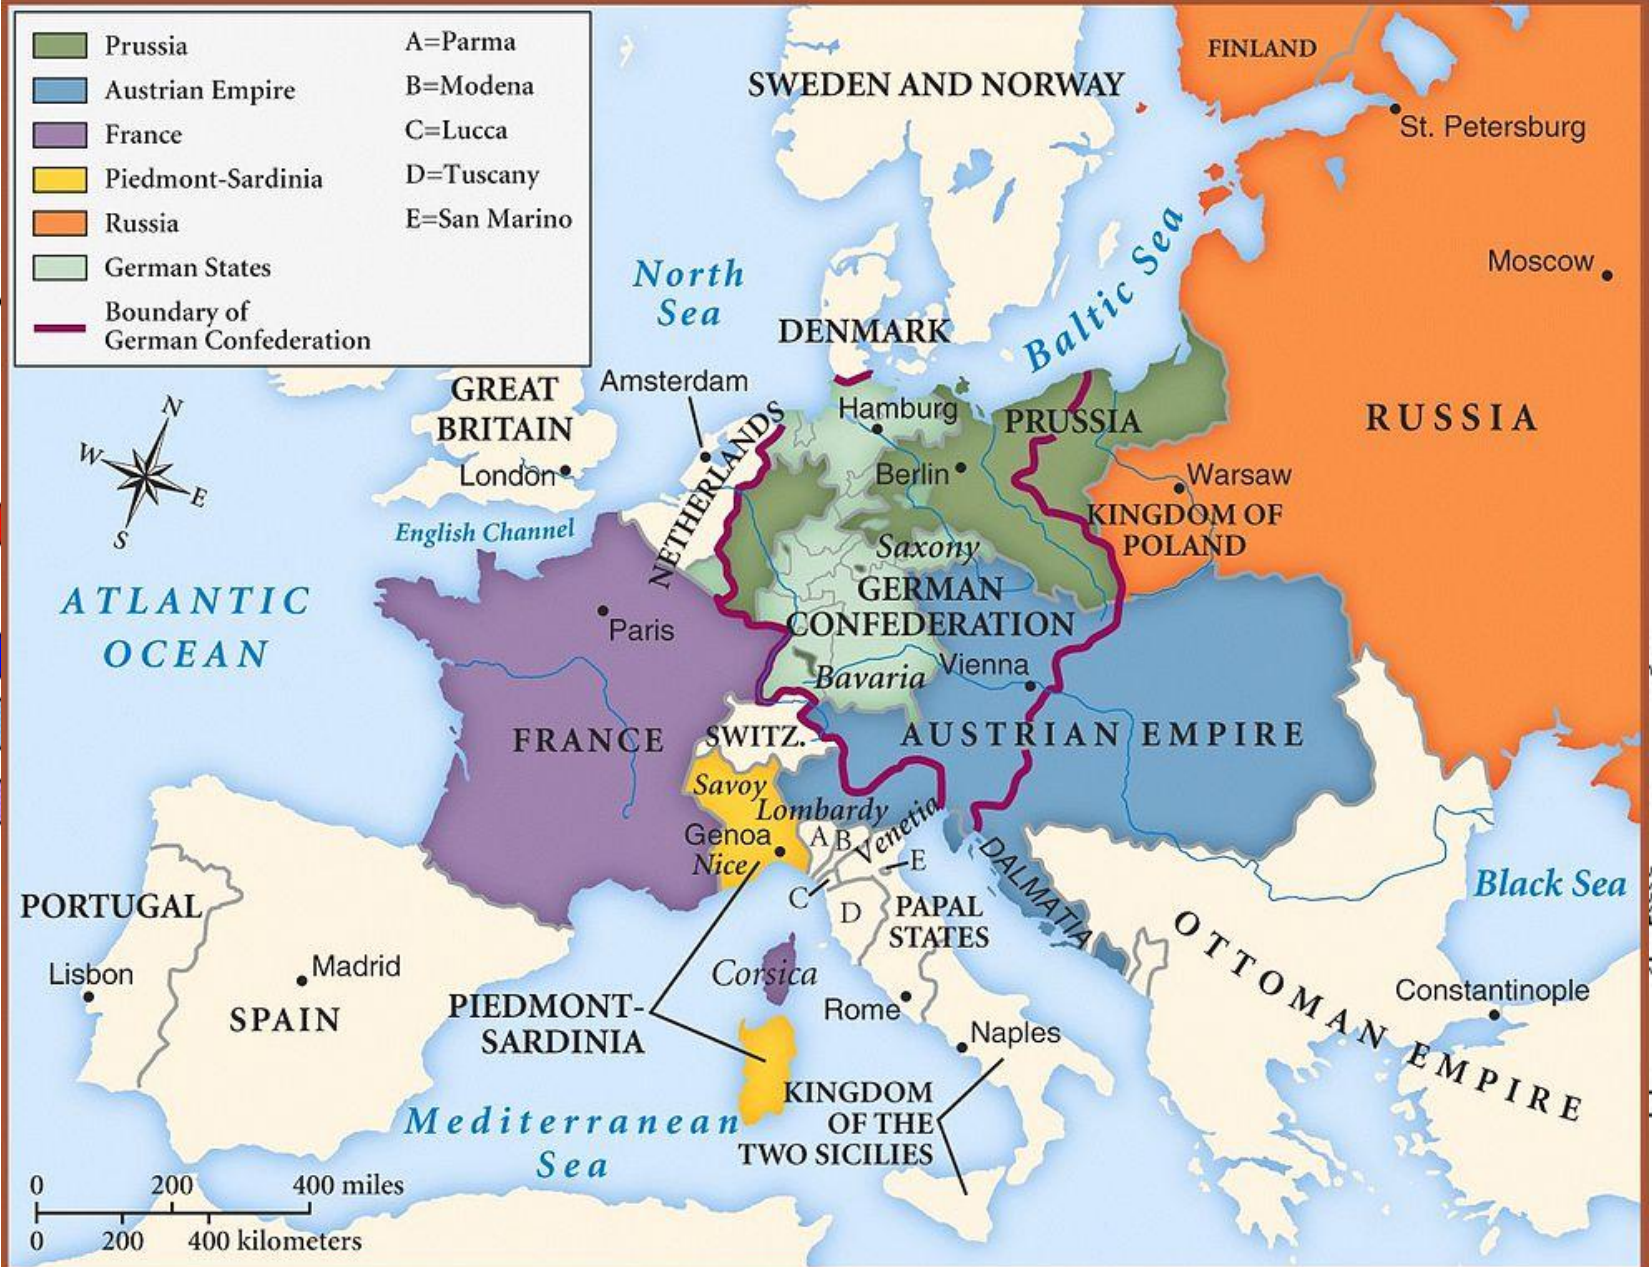 Prussia
Austrian Empire
France
Piedmont-Sardinia
Russia
German States
Boundary of
German Confederation
A=Parma
B=Modena
C=Lucca
D=Tuscany
E=San Marino
FINLAND
SWEDEN AND NORWAY
St. Petersburg
Moscow
North
Sea
Baltic Sea
DENMARK
GREAT
BRITAIN
Amsterdam
Hamburg
PRUSSIA
RUSSIA
N
W
E
S
London
NETHERLANDS
Berlin
Warsaw
KINGDOM OF
POLAND
English Channel
Saxony
GERMAN
CONFEDERATION
ATLANTIC
OCEAN
Paris
Bavaria
Vienna
FRANCE
SWITZ.
AUSTRIAN EMPIRE
Savoy
Lombardy
Venetia
Genoa
Nice
A
B
E
C
D
DALMATIA
Black Sea
PORTUGAL
PAPAL
STATES
OTTOMAN EMPIRE
Lisbon
Madrid
SPAIN
Corsica
Constantinople
PIEDMONT-
SARDINIA
Rome
Naples
KINGDOM
OF THE
TWO SICILIES
Mediterranean
Sea
0 200 400 miles
0 200 400 kilometers